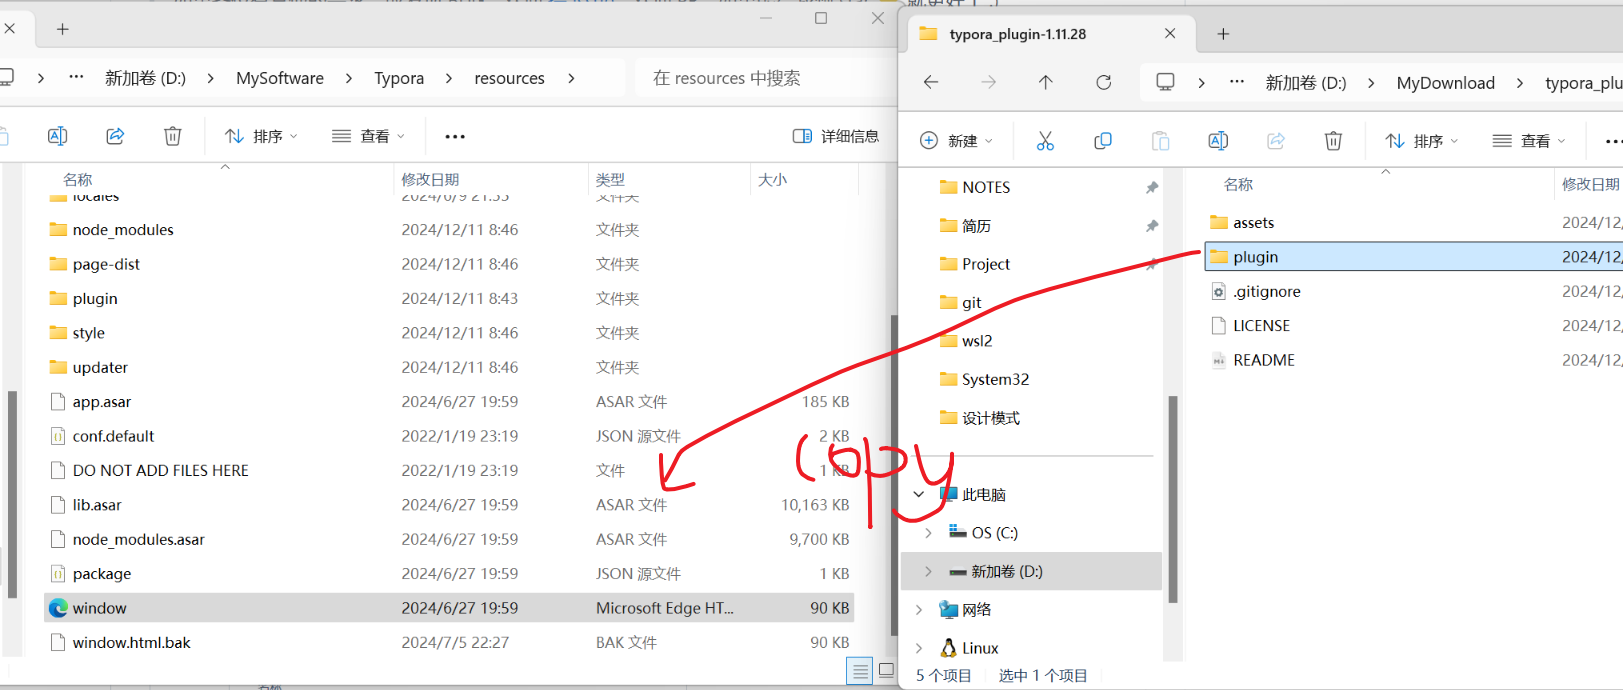 新加卷 (D:) > MySoftware > Typora > resources >
在 resources 中搜索
排序
查看
详细信息
名称 修改日期 类型 大小
locales 2024/6/9 21:55 文件夹
node_modules 2024/12/11 8:46 文件夹
page-dist 2024/12/11 8:46 文件夹
plugin 2024/12/11 8:43 文件夹
style 2024/12/11 8:46 文件夹
updater 2024/12/11 8:46 文件夹
app.asar 2024/6/27 19:59 ASAR 文件 185 KB
conf.default 2022/1/19 23:19 JSON 源文件 2 KB
DO NOT ADD FILES HERE 2022/1/19 23:19 文件 1 KB
lib.asar 2024/6/27 19:59 ASAR 文件 10,163 KB
node_modules.asar 2024/6/27 19:59 ASAR 文件 9,700 KB
package 2024/6/27 19:59 JSON 源文件 1 KB
window 2024/6/27 19:59 Microsoft Edge HT... 90 KB
window.html.bak 2024/7/5 22:27 BAK 文件 90 KB
copy
typora_plugin-1.11.28
新加卷 (D:) > MyDownload > typora_plu
新建
排序
查看
NOTES
简历
Project
git
wsl2
System32
设计模式
此电脑
OS (C:)
新加卷 (D:)
网络
Linux
名称 修改日期
assets 2024/12/
plugin 2024/12/
.gitignore 2024/12/
LICENSE 2024/12/
README 2024/12/
5 个项目 选中 1 个项目